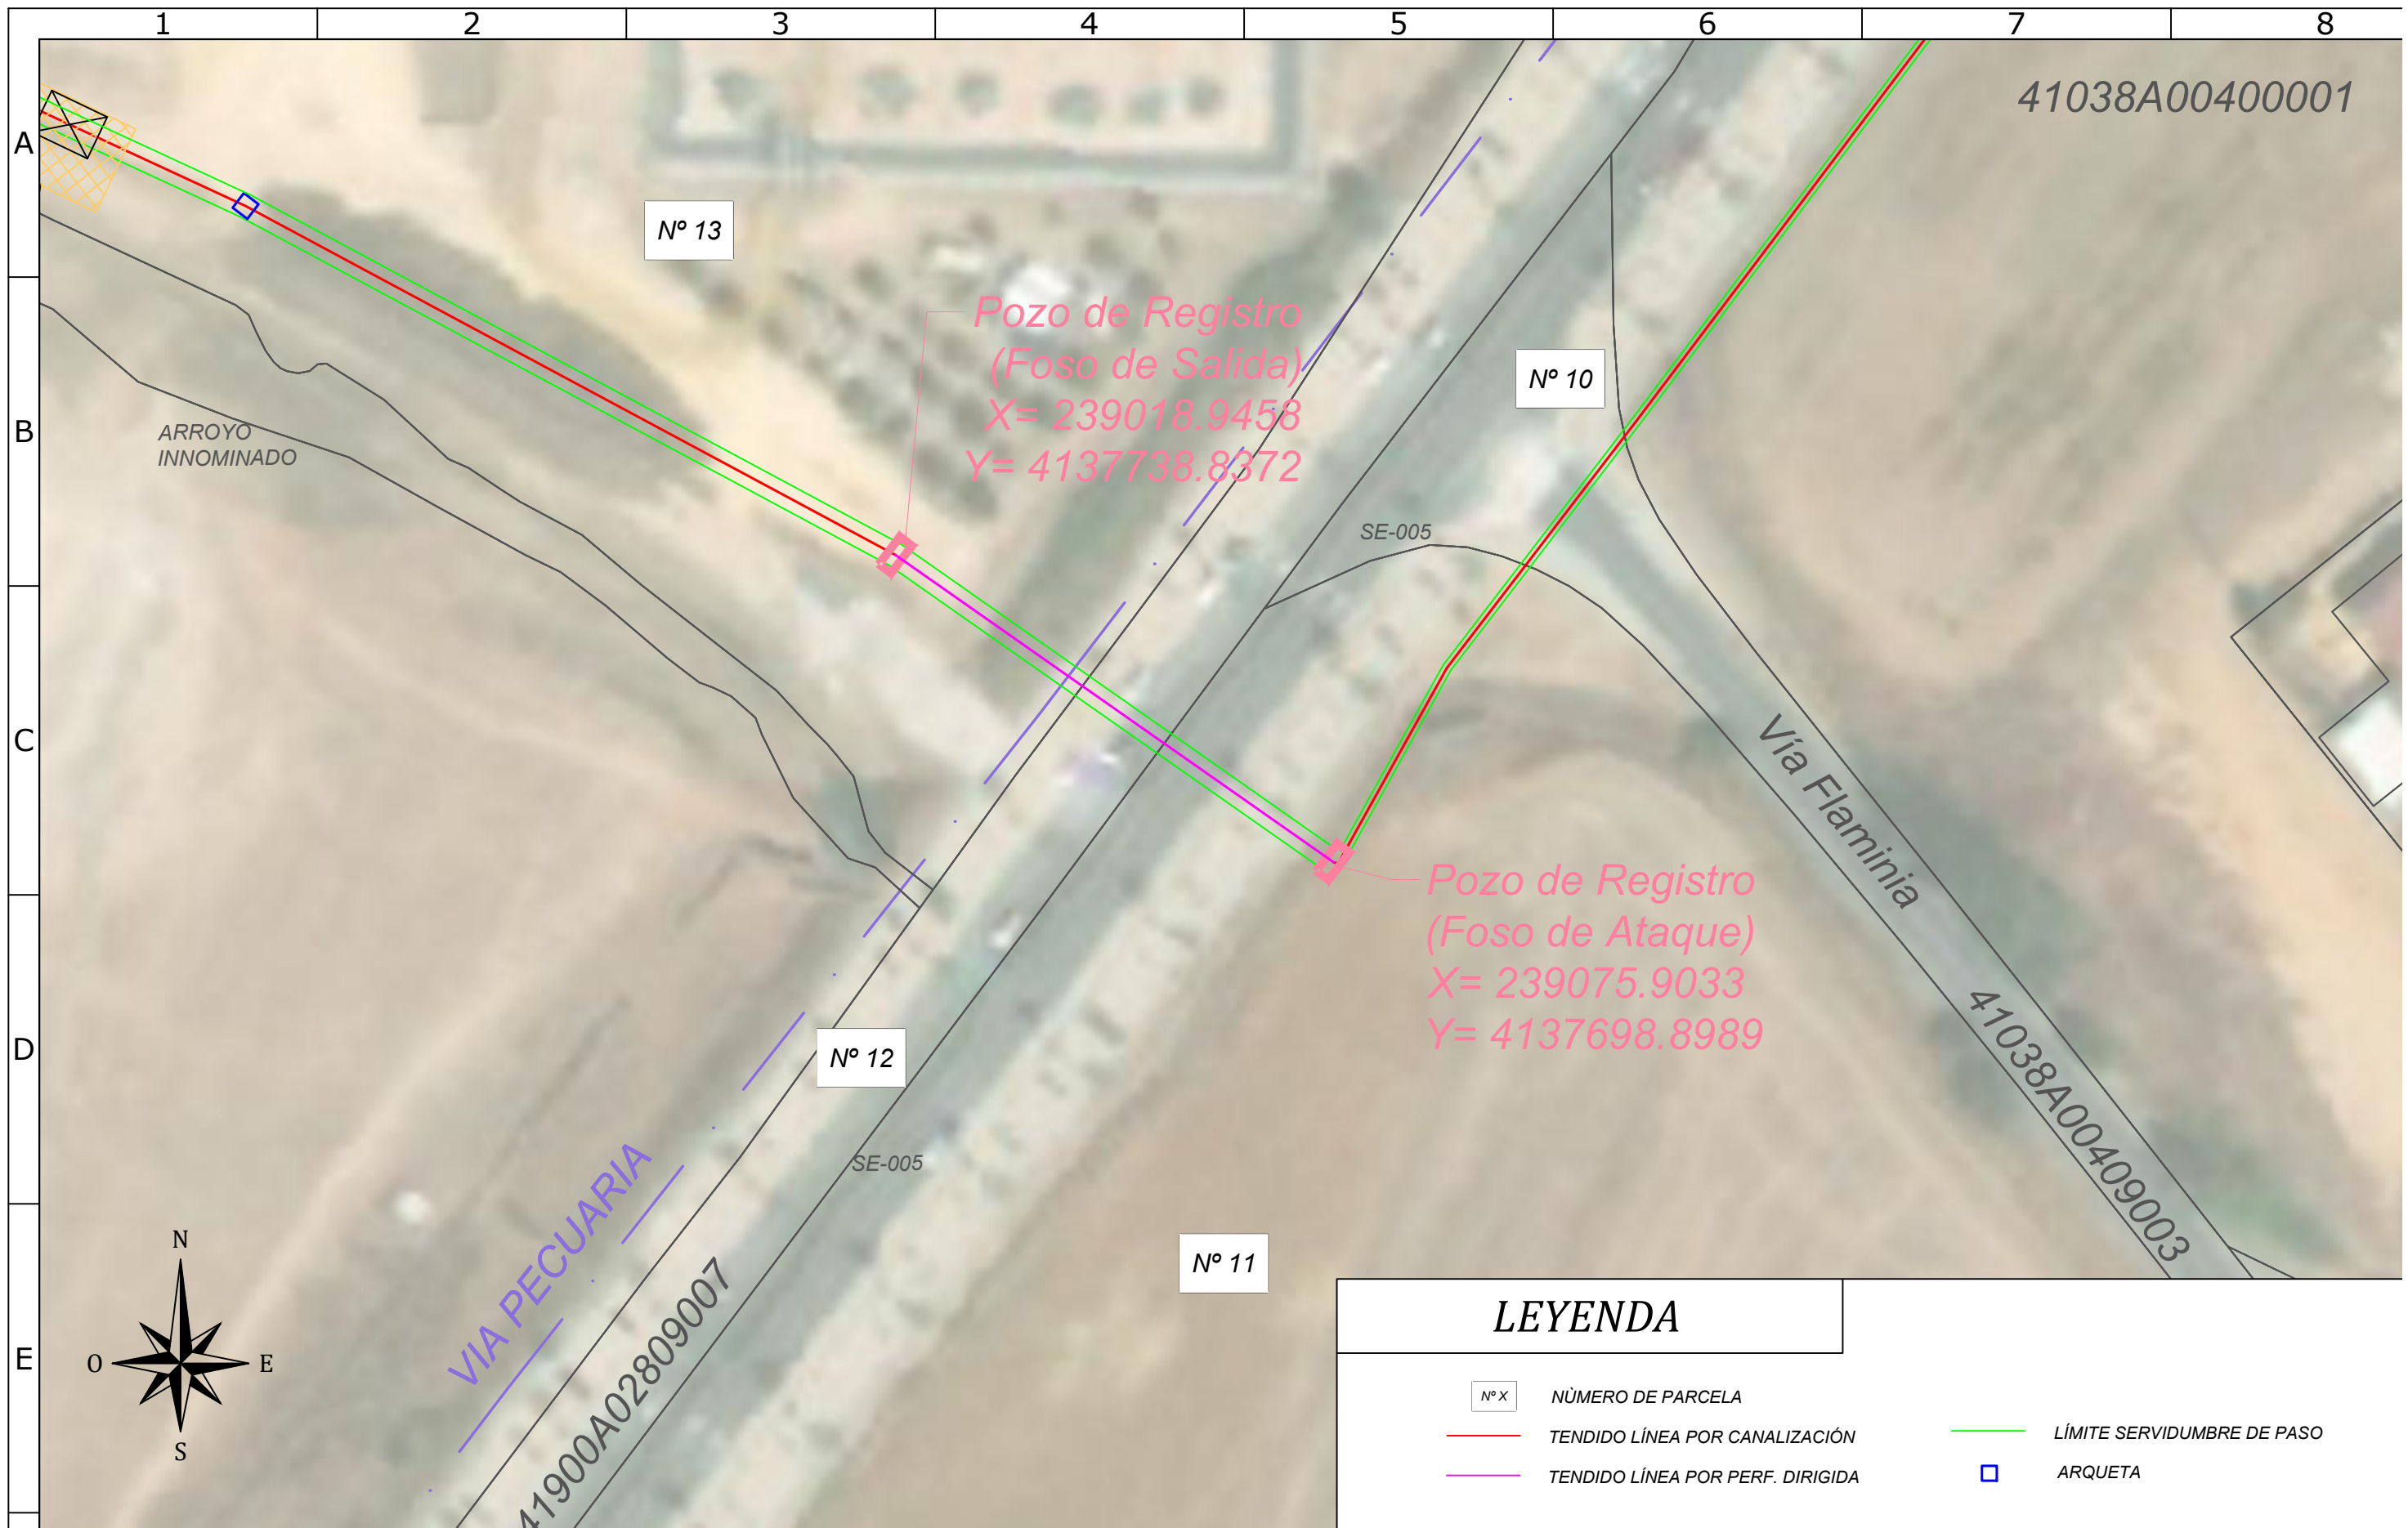 1 2 3 4 5 6 7 8
A
B
C
D
E
41038A00400001
Nº 13
Pozo de Registro
(Foso de Salida)
X= 239018.9458
Y= 4137738.8372
Nº 10
ARROYO
INNOMINADO
SE-005
Vía Flaminia
41038A00409003
Pozo de Registro
(Foso de Ataque)
X= 239075.9033
Y= 4137698.8989
Nº 12
SE-005
VIA PECUARIA
41900A02809007
Nº 11
N
O E
S
LEYENDA
Nº X NÙMERO DE PARCELA
TENDIDO LÍNEA POR CANALIZACIÓN
TENDIDO LÍNEA POR PERF. DIRIGIDA
LÍMITE SERVIDUMBRE DE PASO
ARQUETA